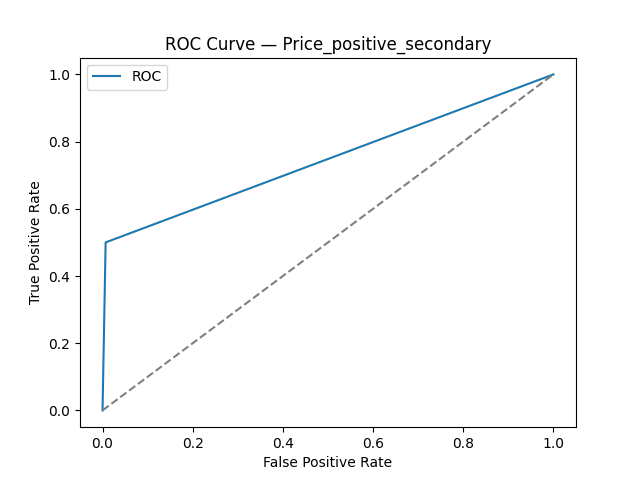 ROC Curve — Price_positive_secondary
ROC
True Positive Rate
1.0
0.8
0.6
0.4
0.2
0.0
0.0 0.2 0.4 0.6 0.8 1.0
False Positive Rate